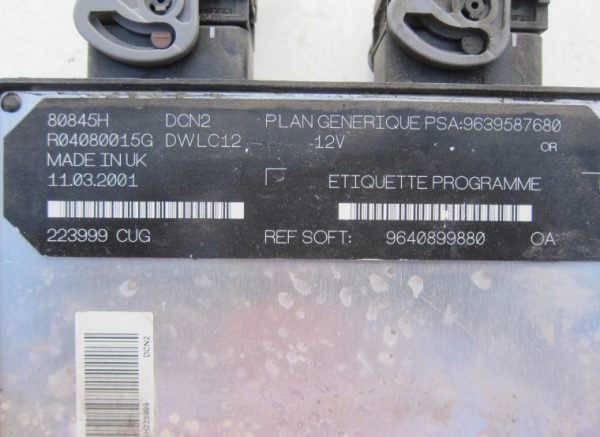 80845H DCN2 PLAN GENERIQUE PSA:9639587680
R04080015G DWLC12 12V OR
MADE IN UK
11.03.2001 ETIQUETTE PROGRAMME
223999 CUG REF SOFT: 9640899880 OA
DCN2
H223999